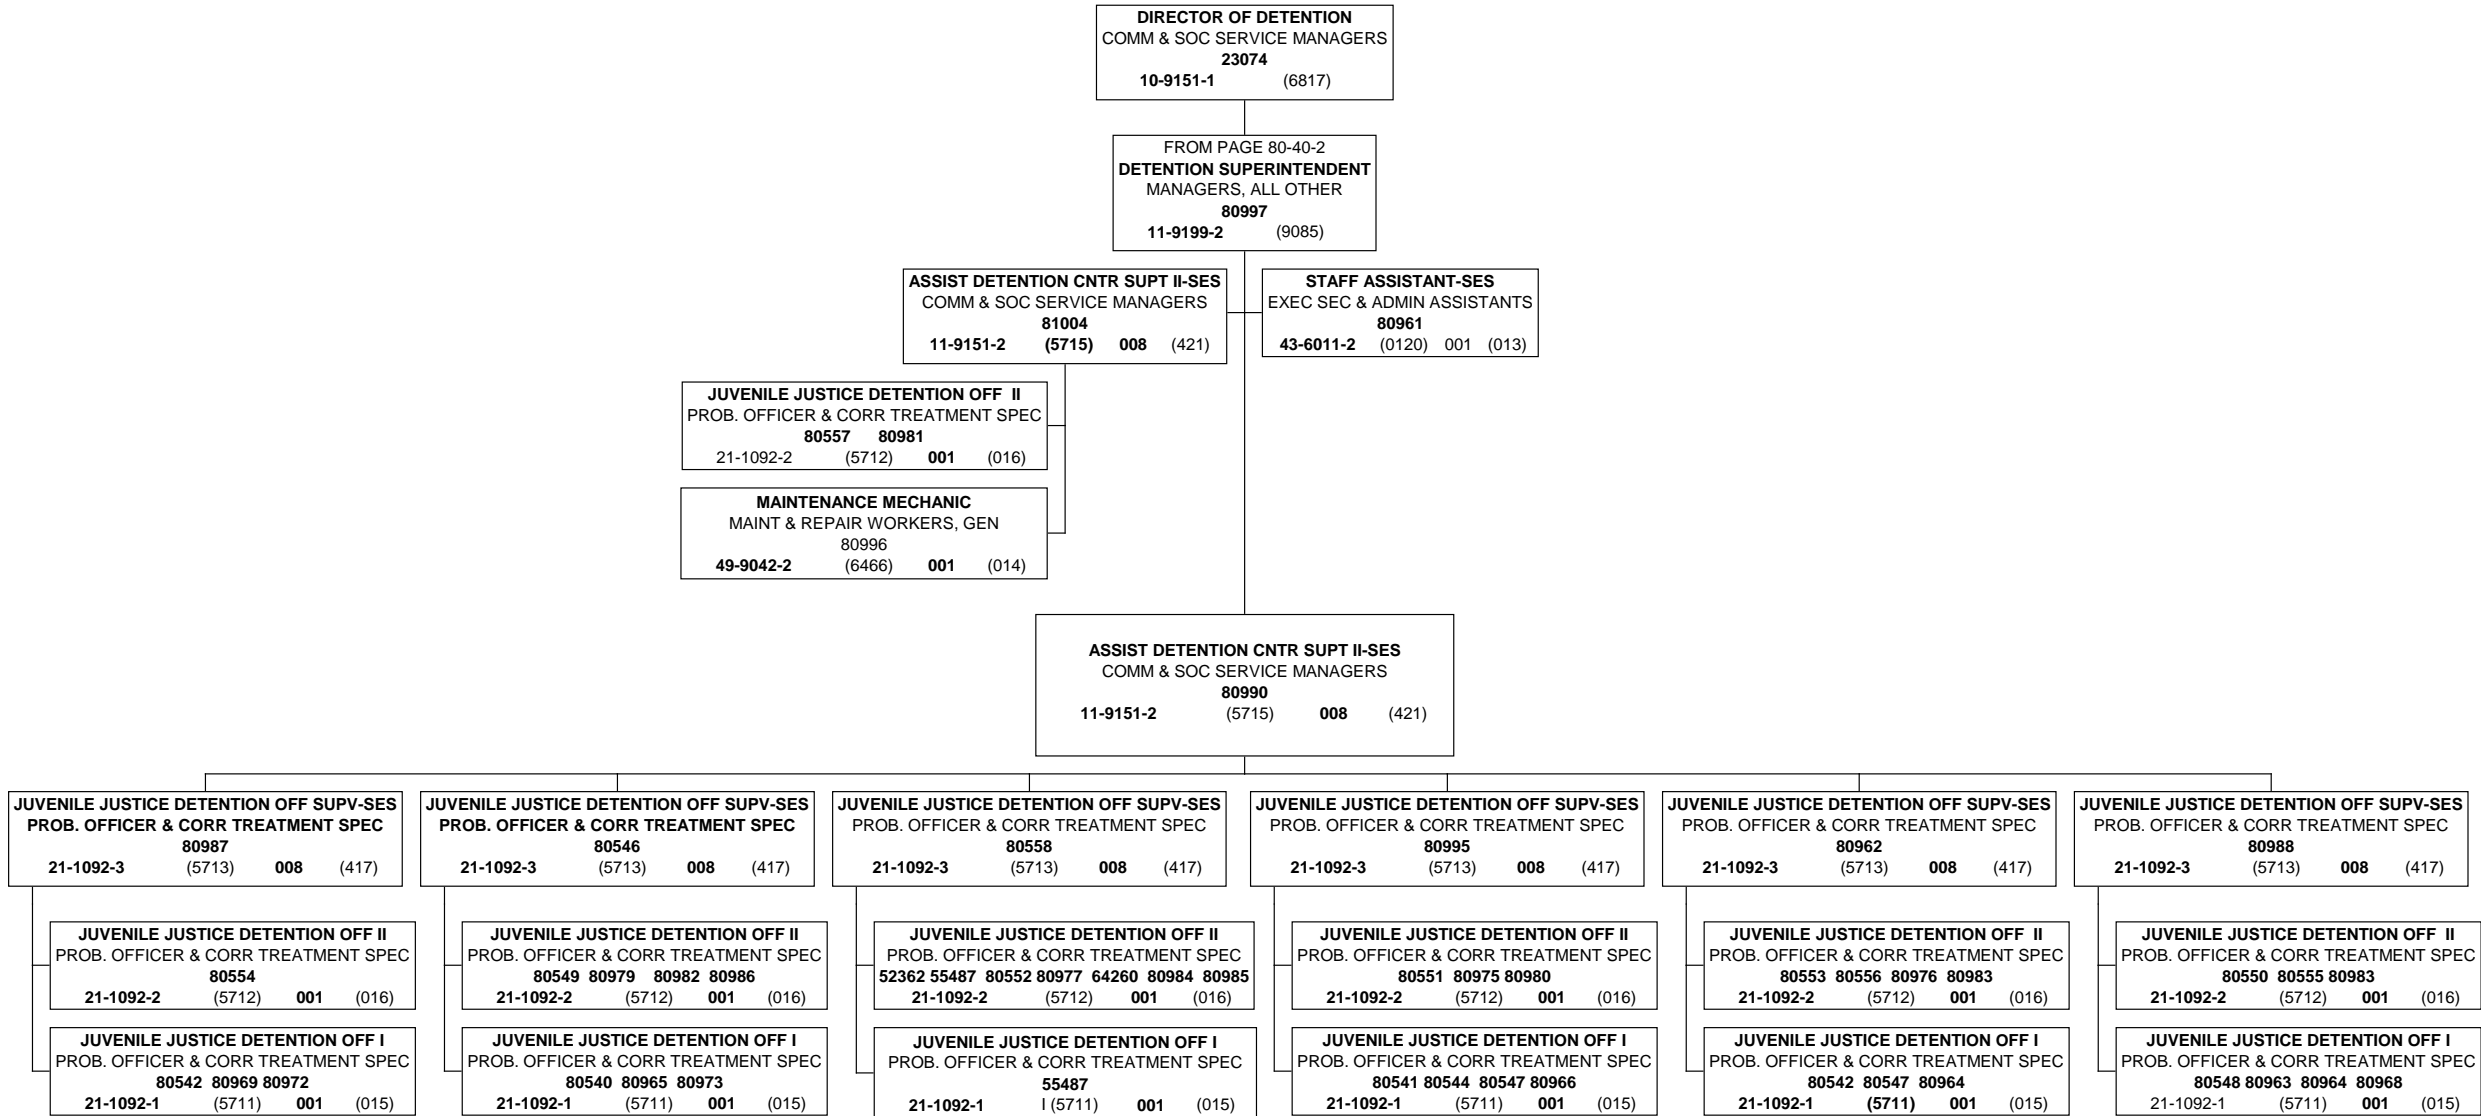 DIRECTOR OF DETENTION
COMM & SOC SERVICE MANAGERS
23074
10-9151-1 (6817)
FROM PAGE 80-40-2
DETENTION SUPERINTENDENT
MANAGERS, ALL OTHER
80997
11-9199-2 (9085)
ASSIST DETENTION CNTR SUPT II-SES
COMM & SOC SERVICE MANAGERS
81004
11-9151-2 (5715) 008 (421)
STAFF ASSISTANT-SES
EXEC SEC & ADMIN ASSISTANTS
80961
43-6011-2 (0120) 001 (013)
JUVENILE JUSTICE DETENTION OFF II
PROB. OFFICER & CORR TREATMENT SPEC
80557 80981
21-1092-2 (5712) 001 (016)
MAINTENANCE MECHANIC
MAINT & REPAIR WORKERS, GEN
80996
49-9042-2 (6466) 001 (014)
ASSIST DETENTION CNTR SUPT II-SES
COMM & SOC SERVICE MANAGERS
80990
11-9151-2 (5715) 008 (421)
JUVENILE JUSTICE DETENTION OFF SUPV-SES
PROB. OFFICER & CORR TREATMENT SPEC
80987
21-1092-3 (5713) 008 (417)
JUVENILE JUSTICE DETENTION OFF II
PROB. OFFICER & CORR TREATMENT SPEC
80554
21-1092-2 (5712) 001 (016)
JUVENILE JUSTICE DETENTION OFF I
PROB. OFFICER & CORR TREATMENT SPEC
80542 80969 80972
21-1092-1 (5711) 001 (015)
JUVENILE JUSTICE DETENTION OFF SUPV-SES
PROB. OFFICER & CORR TREATMENT SPEC
80546
21-1092-3 (5713) 008 (417)
JUVENILE JUSTICE DETENTION OFF II
PROB. OFFICER & CORR TREATMENT SPEC
80549 80979 80982 80986
21-1092-2 (5712) 001 (016)
JUVENILE JUSTICE DETENTION OFF I
PROB. OFFICER & CORR TREATMENT SPEC
80540 80965 80973
21-1092-1 (5711) 001 (015)
JUVENILE JUSTICE DETENTION OFF SUPV-SES
PROB. OFFICER & CORR TREATMENT SPEC
80558
21-1092-3 (5713) 008 (417)
JUVENILE JUSTICE DETENTION OFF II
PROB. OFFICER & CORR TREATMENT SPEC
52362 55487 80552 80977 64260 80984 80985
21-1092-2 (5712) 001 (016)
JUVENILE JUSTICE DETENTION OFF I
PROB. OFFICER & CORR TREATMENT SPEC
55487
21-1092-1 I (5711) 001 (015)
JUVENILE JUSTICE DETENTION OFF SUPV-SES
PROB. OFFICER & CORR TREATMENT SPEC
80995
21-1092-3 (5713) 008 (417)
JUVENILE JUSTICE DETENTION OFF II
PROB. OFFICER & CORR TREATMENT SPEC
80551 80975 80980
21-1092-2 (5712) 001 (016)
JUVENILE JUSTICE DETENTION OFF I
PROB. OFFICER & CORR TREATMENT SPEC
80541 80544 80547 80966
21-1092-1 (5711) 001 (015)
JUVENILE JUSTICE DETENTION OFF SUPV-SES
PROB. OFFICER & CORR TREATMENT SPEC
80962
21-1092-3 (5713) 008 (417)
JUVENILE JUSTICE DETENTION OFF II
PROB. OFFICER & CORR TREATMENT SPEC
80553 80556 80976 80983
21-1092-2 (5712) 001 (016)
JUVENILE JUSTICE DETENTION OFF I
PROB. OFFICER & CORR TREATMENT SPEC
80542 80547 80964
21-1092-1 (5711) 001 (015)
JUVENILE JUSTICE DETENTION OFF SUPV-SES
PROB. OFFICER & CORR TREATMENT SPEC
80988
21-1092-3 (5713) 008 (417)
JUVENILE JUSTICE DETENTION OFF II
PROB. OFFICER & CORR TREATMENT SPEC
80550 80555 80983
21-1092-2 (5712) 001 (016)
JUVENILE JUSTICE DETENTION OFF I
PROB. OFFICER & CORR TREATMENT SPEC
80548 80963 80964 80968
21-1092-1 (5711) 001 (015)